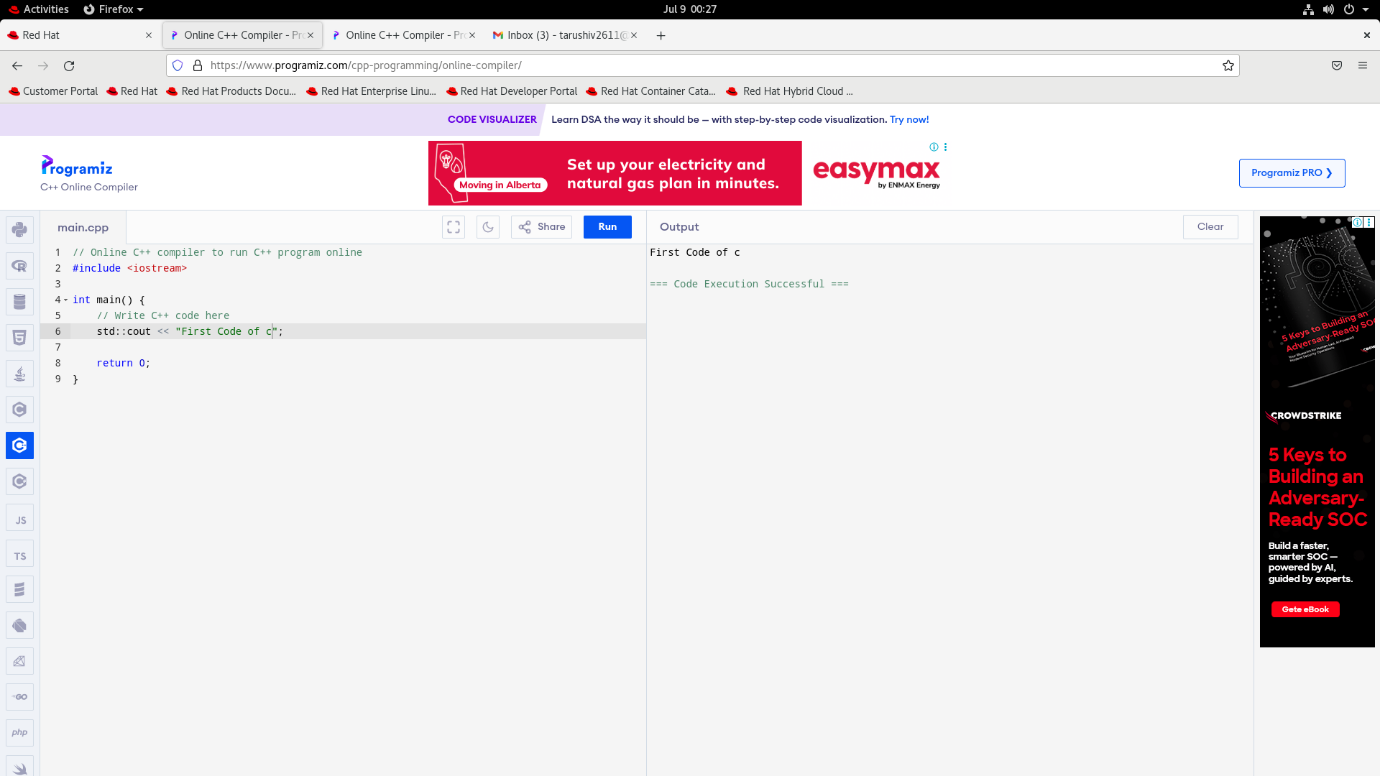 Activities Firefox Jul 9 00:27
Red Hat Online C++ Compiler - Pr Online C++ Compiler - Pr Inbox (3) - tarushiv2611@
https://www.programiz.com/cpp-programming/online-compiler/
Customer Portal Red Hat Red Hat Products Docu... Red Hat Enterprise Linu... Red Hat Developer Portal Red Hat Container Cata... Red Hat Hybrid Cloud ...
CODE VISUALIZER Learn DSA the way it should be — with step-by-step code visualization. Try now!
Programiz
C++ Online Compiler
Moving in Alberta
Set up your electricity and
natural gas plan in minutes.
easymax
by ENMAX Energy
Programiz PRO ❯
main.cpp Share Run Output Clear
1 // Online C++ compiler to run C++ program online
2 #include <iostream>
3
4 int main() {
5 // Write C++ code here
6 std::cout << "First Code of c";
7
8 return 0;
9 }
First Code of c
=== Code Execution Successful ===
JS
TS
GO
php
5 Keys to Building an
Adversary-Ready SOC
CROWDSTRIKE
5 Keys to
Building an
Adversary-
Ready SOC
Build a faster,
smarter SOC —
powered by AI,
guided by experts.
Gete eBook